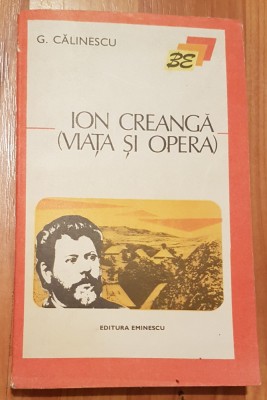 G. CĂLINESCU
BE
ION CREANGĂ
(VIAȚA ȘI OPERA)
EDITURA EMINESCU